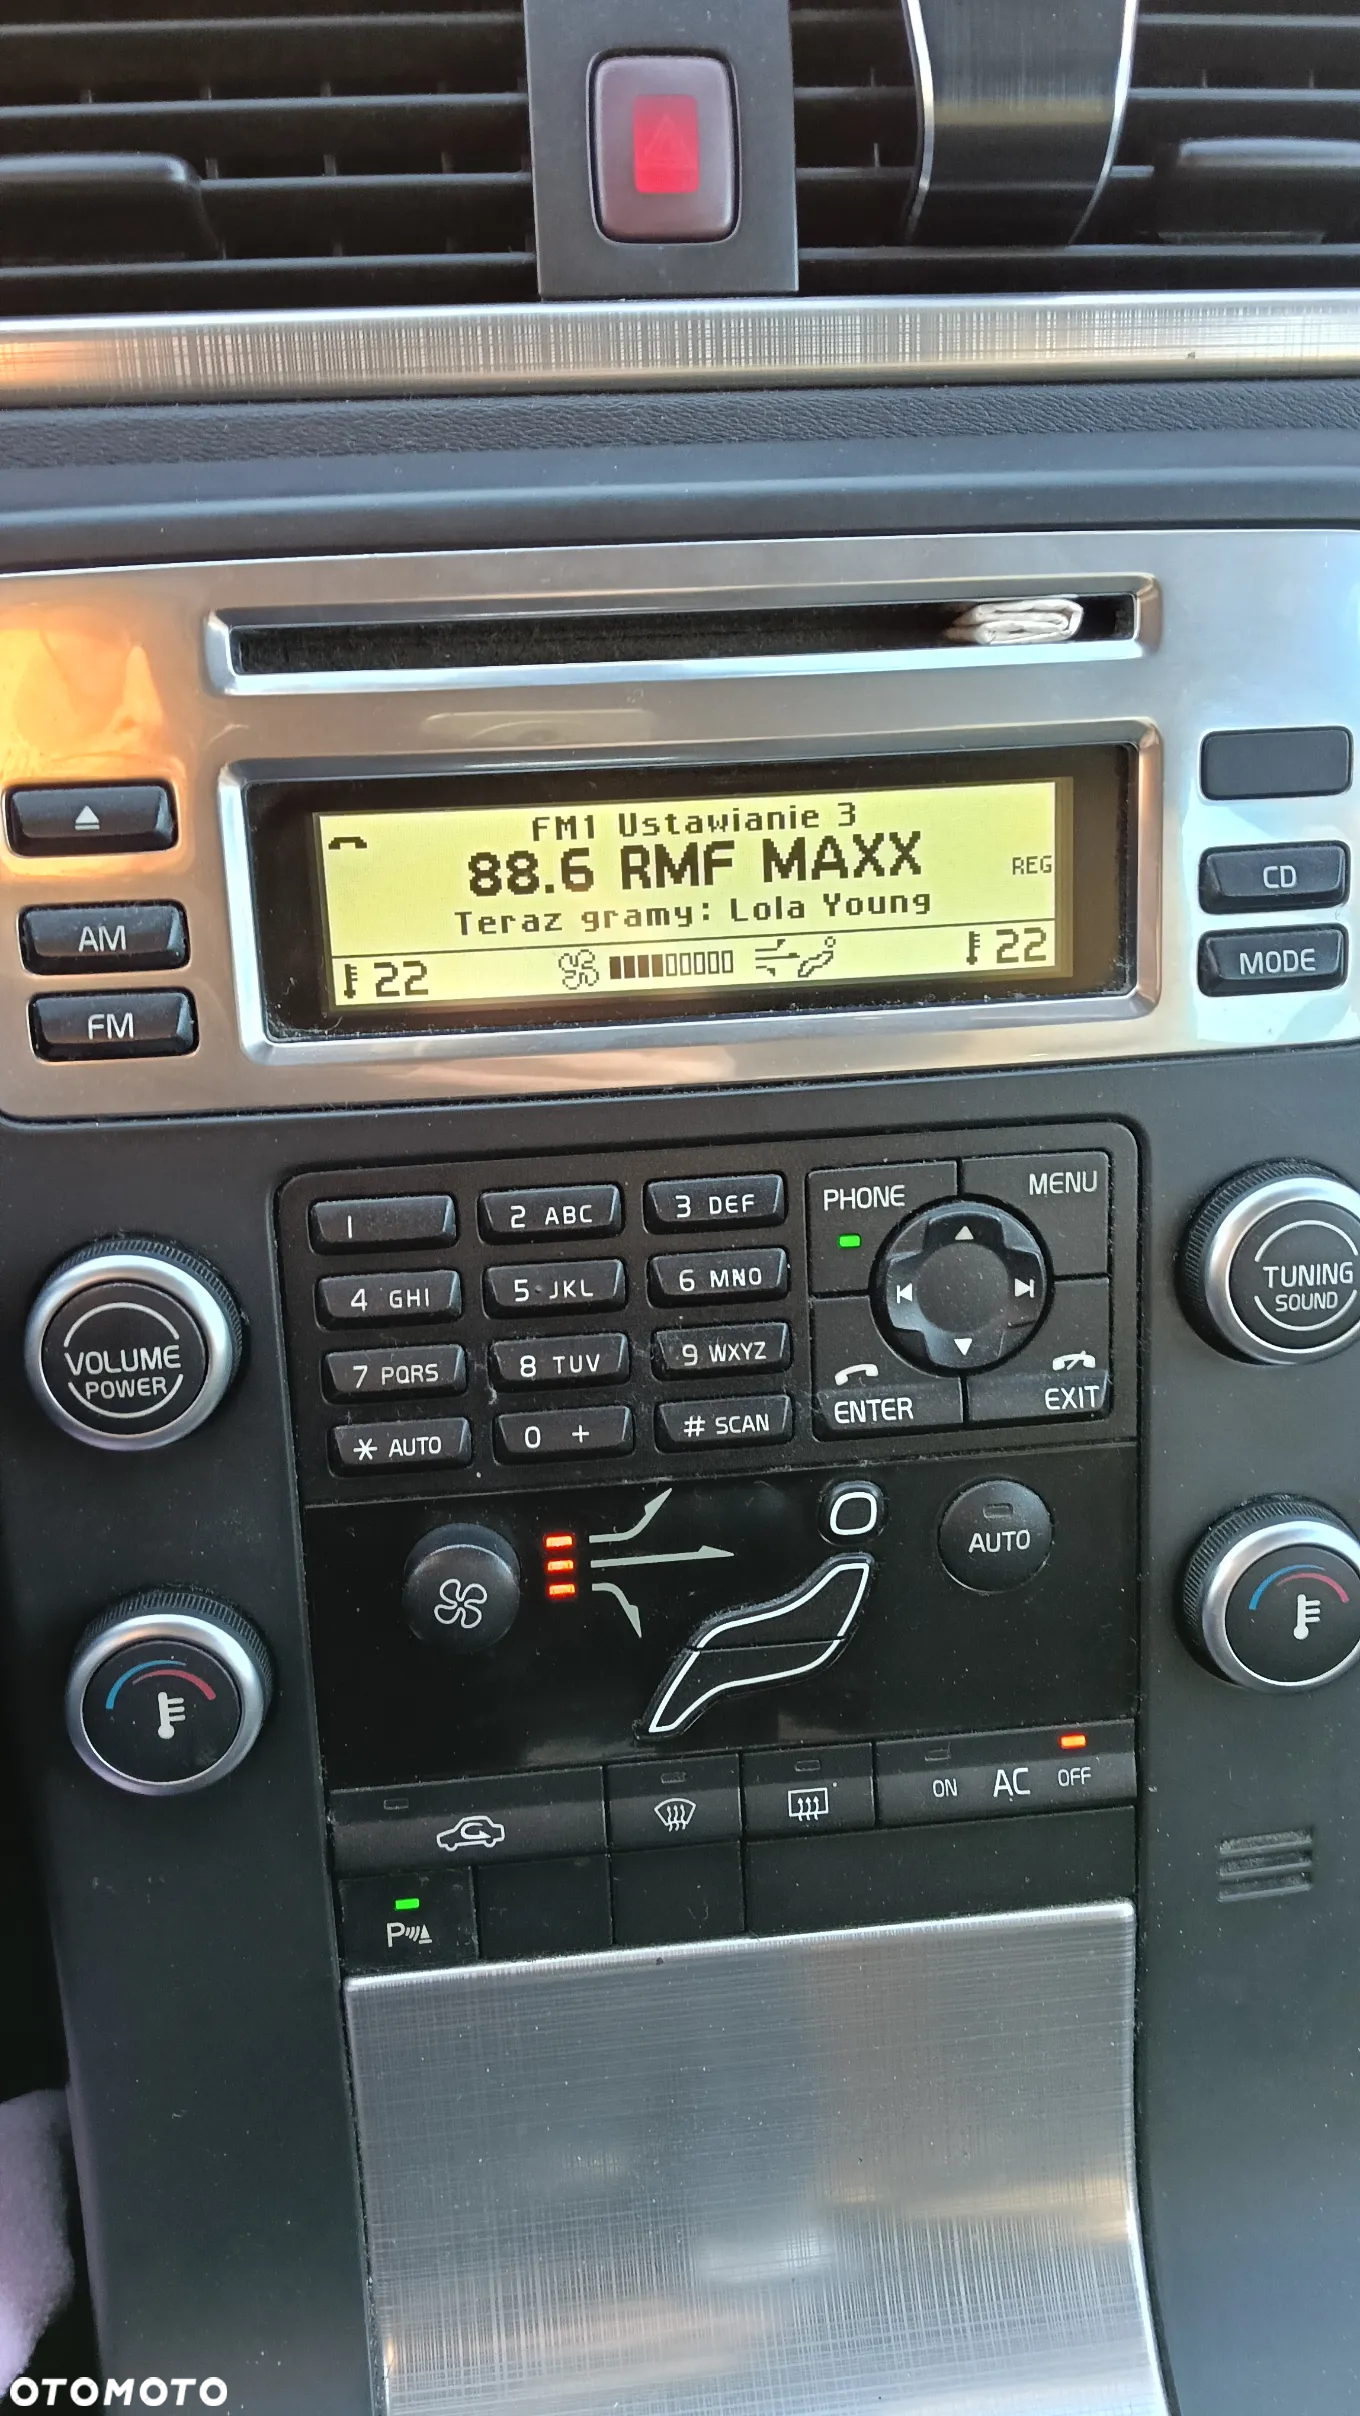 FM1 Ustawianie 3
88.6 RMF MAXX
REG
Teraz gramy: Lola Young
22
22
AM
FM
CD
MODE
1
2 ABC
3 DEF
4 GHI
5 JKL
6 MNO
7 PQRS
8 TUV
9 WXYZ
* AUTO
0 +
# SCAN
PHONE
MENU
ENTER
EXIT
VOLUME
POWER
TUNING
SOUND
AUTO
ON AC OFF
P
OTOMOTO